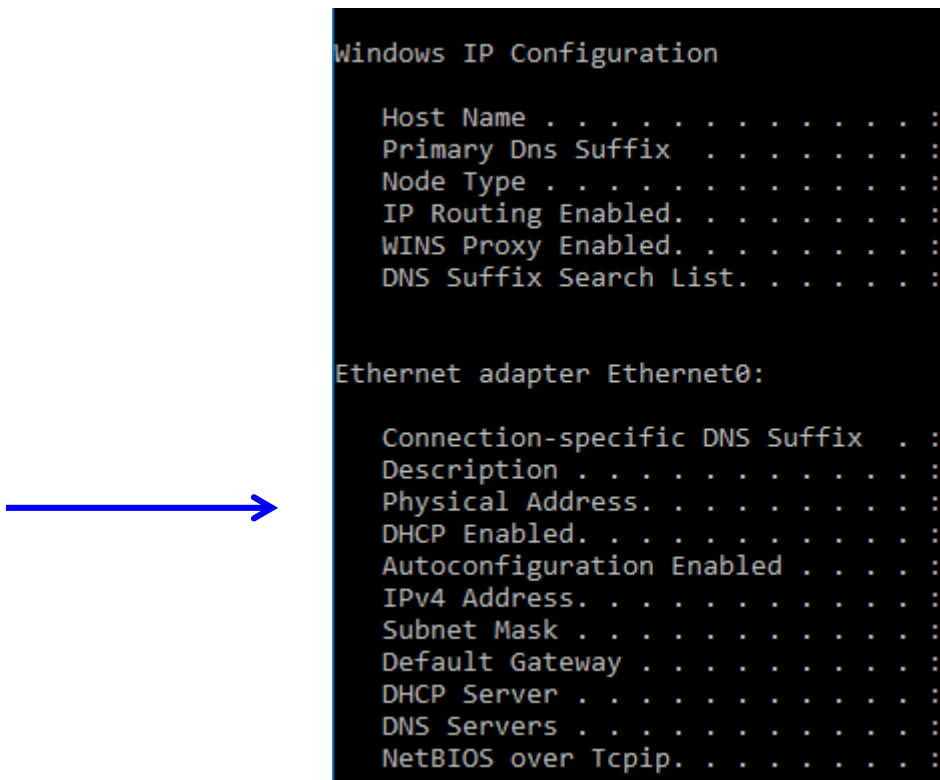 Windows IP Configuration
Host Name . . . . . . . . . . . . :
Primary Dns Suffix  . . . . . . . :
Node Type . . . . . . . . . . . . :
IP Routing Enabled. . . . . . . . :
WINS Proxy Enabled. . . . . . . . :
DNS Suffix Search List. . . . . . :
Ethernet adapter Ethernet0:
Connection-specific DNS Suffix  . :
Description . . . . . . . . . . . :
Physical Address. . . . . . . . . :
DHCP Enabled. . . . . . . . . . . :
Autoconfiguration Enabled . . . . :
IPv4 Address. . . . . . . . . . . :
Subnet Mask . . . . . . . . . . . :
Default Gateway . . . . . . . . . :
DHCP Server . . . . . . . . . . . :
DNS Servers . . . . . . . . . . . :
NetBIOS over Tcpip. . . . . . . . :